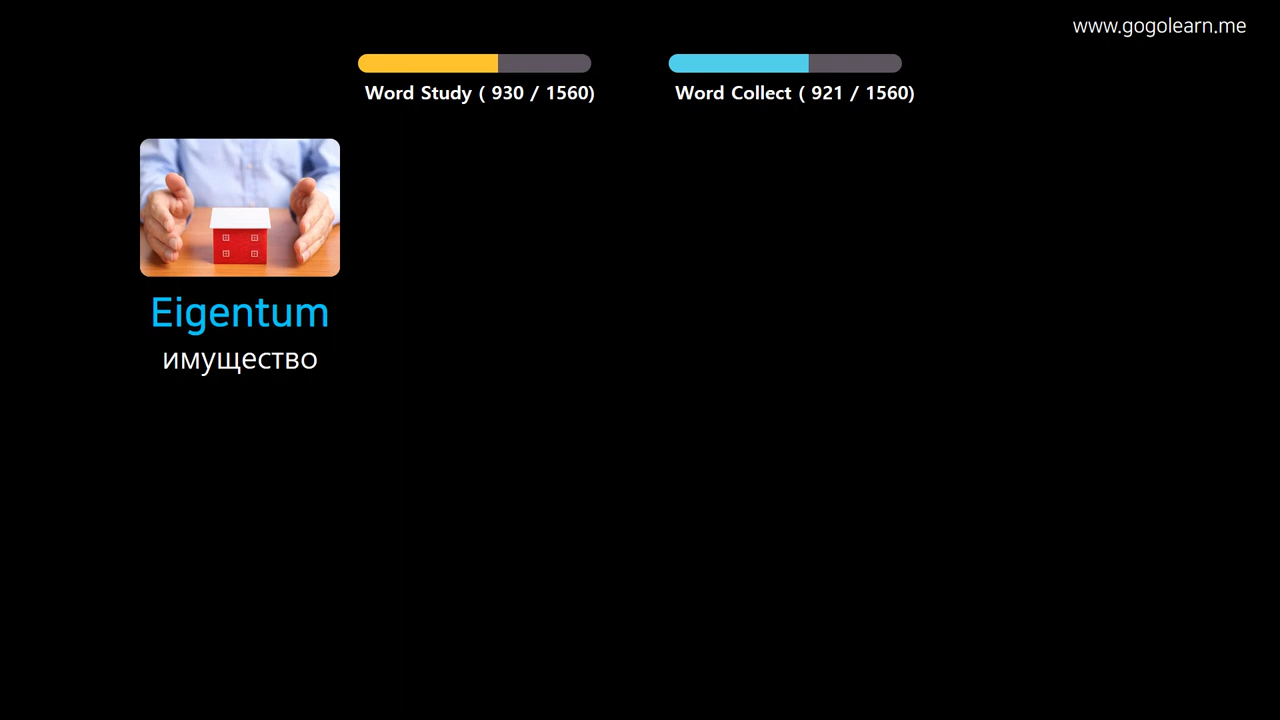 www.gogolearn.me
Word Study ( 930 / 1560)
Word Collect ( 921 / 1560)
Eigentum
имущество